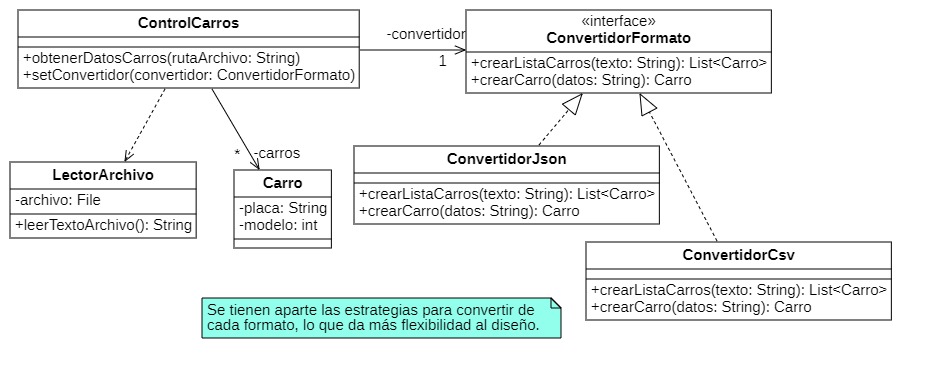 ControlCarros
+obtenerDatosCarros(rutaArchivo: String)
+setConvertidor(convertidor: ConvertidorFormato)
-convertidor
1
«interface»
ConvertidorFormato
+crearListaCarros(texto: String): List<Carro>
+crearCarro(datos: String): Carro
* -carros
LectorArchivo
-archivo: File
+leerTextoArchivo(): String
Carro
-placa: String
-modelo: int
ConvertidorJson
+crearListaCarros(texto: String): List<Carro>
+crearCarro(datos: String): Carro
ConvertidorCsv
+crearListaCarros(texto: String): List<Carro>
+crearCarro(datos: String): Carro
Se tienen aparte las estrategias para convertir de
cada formato, lo que da más flexibilidad al diseño.